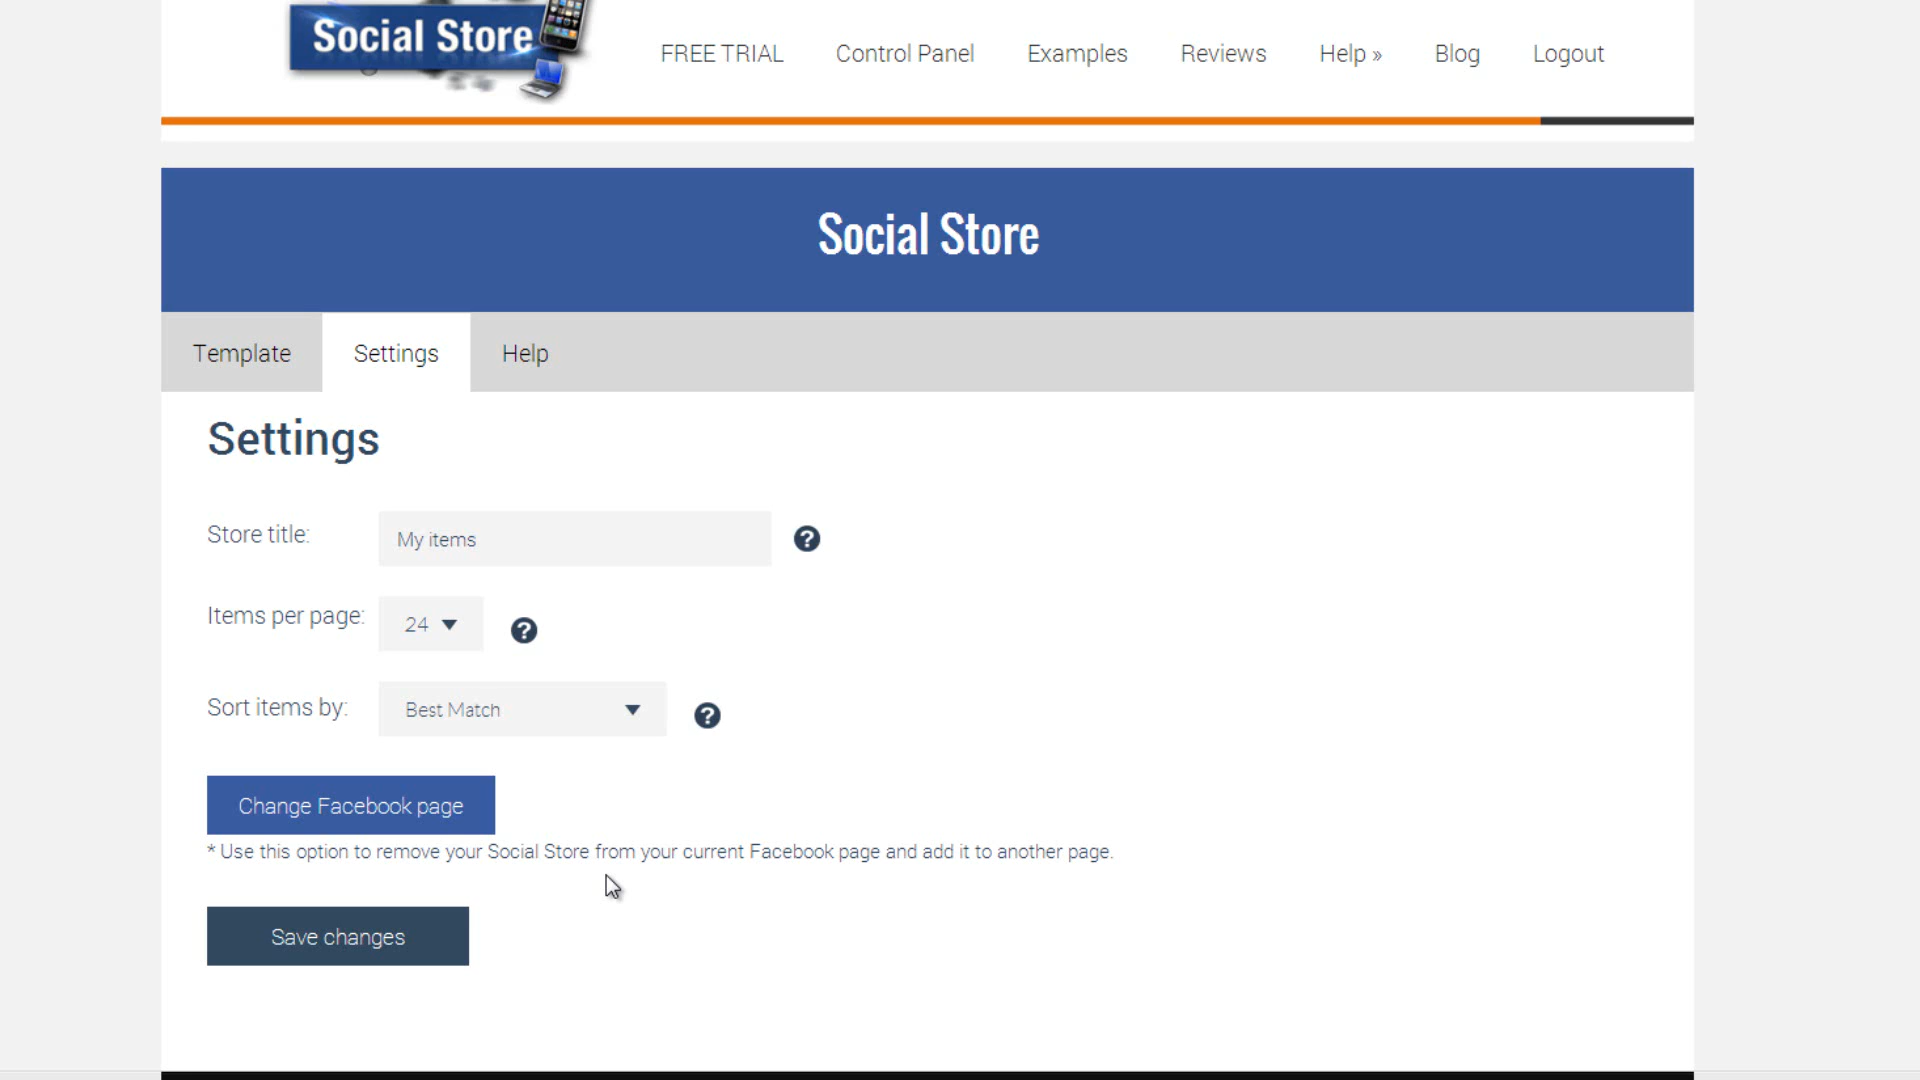 Social Store
FREE TRIAL Control Panel Examples Reviews Help » Blog Logout
Social Store
Template Settings Help
Settings
Store title: My items ?
Items per page: 24 ?
Sort items by: Best Match ?
Change Facebook page
* Use this option to remove your Social Store from your current Facebook page and add it to another page.
Save changes